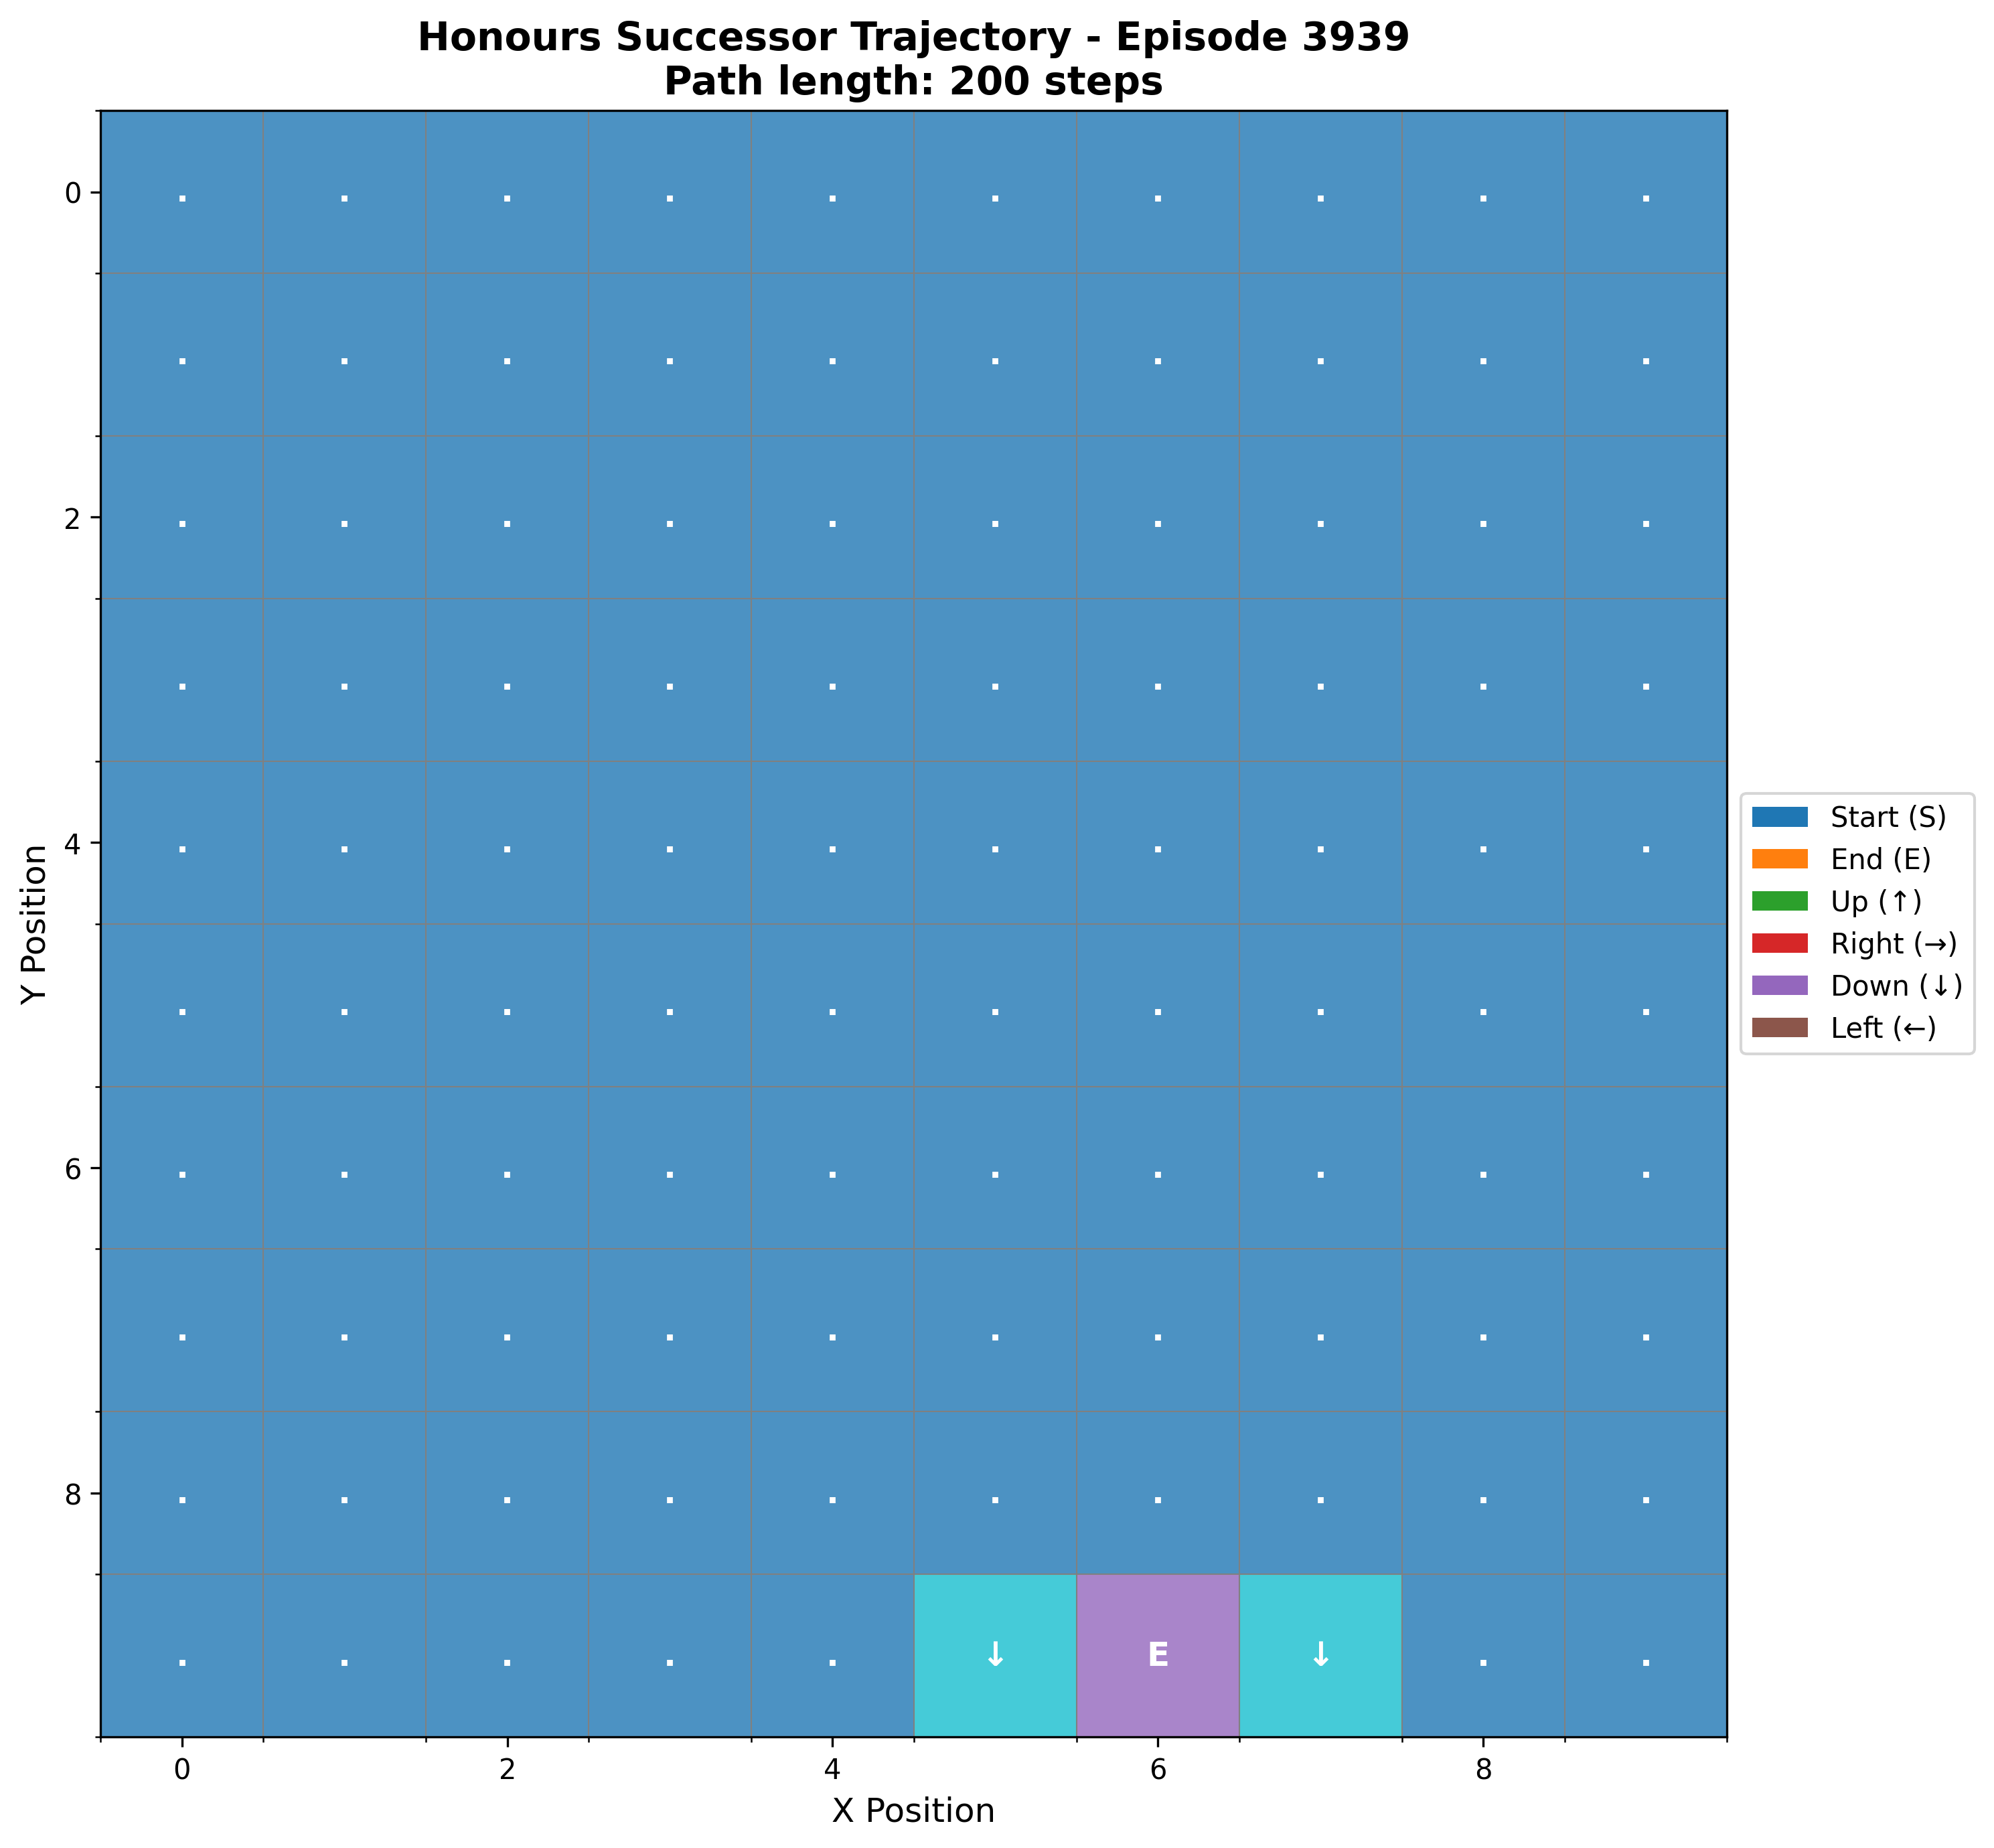 Honours Successor Trajectory - Episode 3939
Path length: 200 steps
0
2
4
6
8
Y Position
↓ E ↓
0 2 4 6 8
X Position
Start (S)
End (E)
Up (↑)
Right (→)
Down (↓)
Left (←)